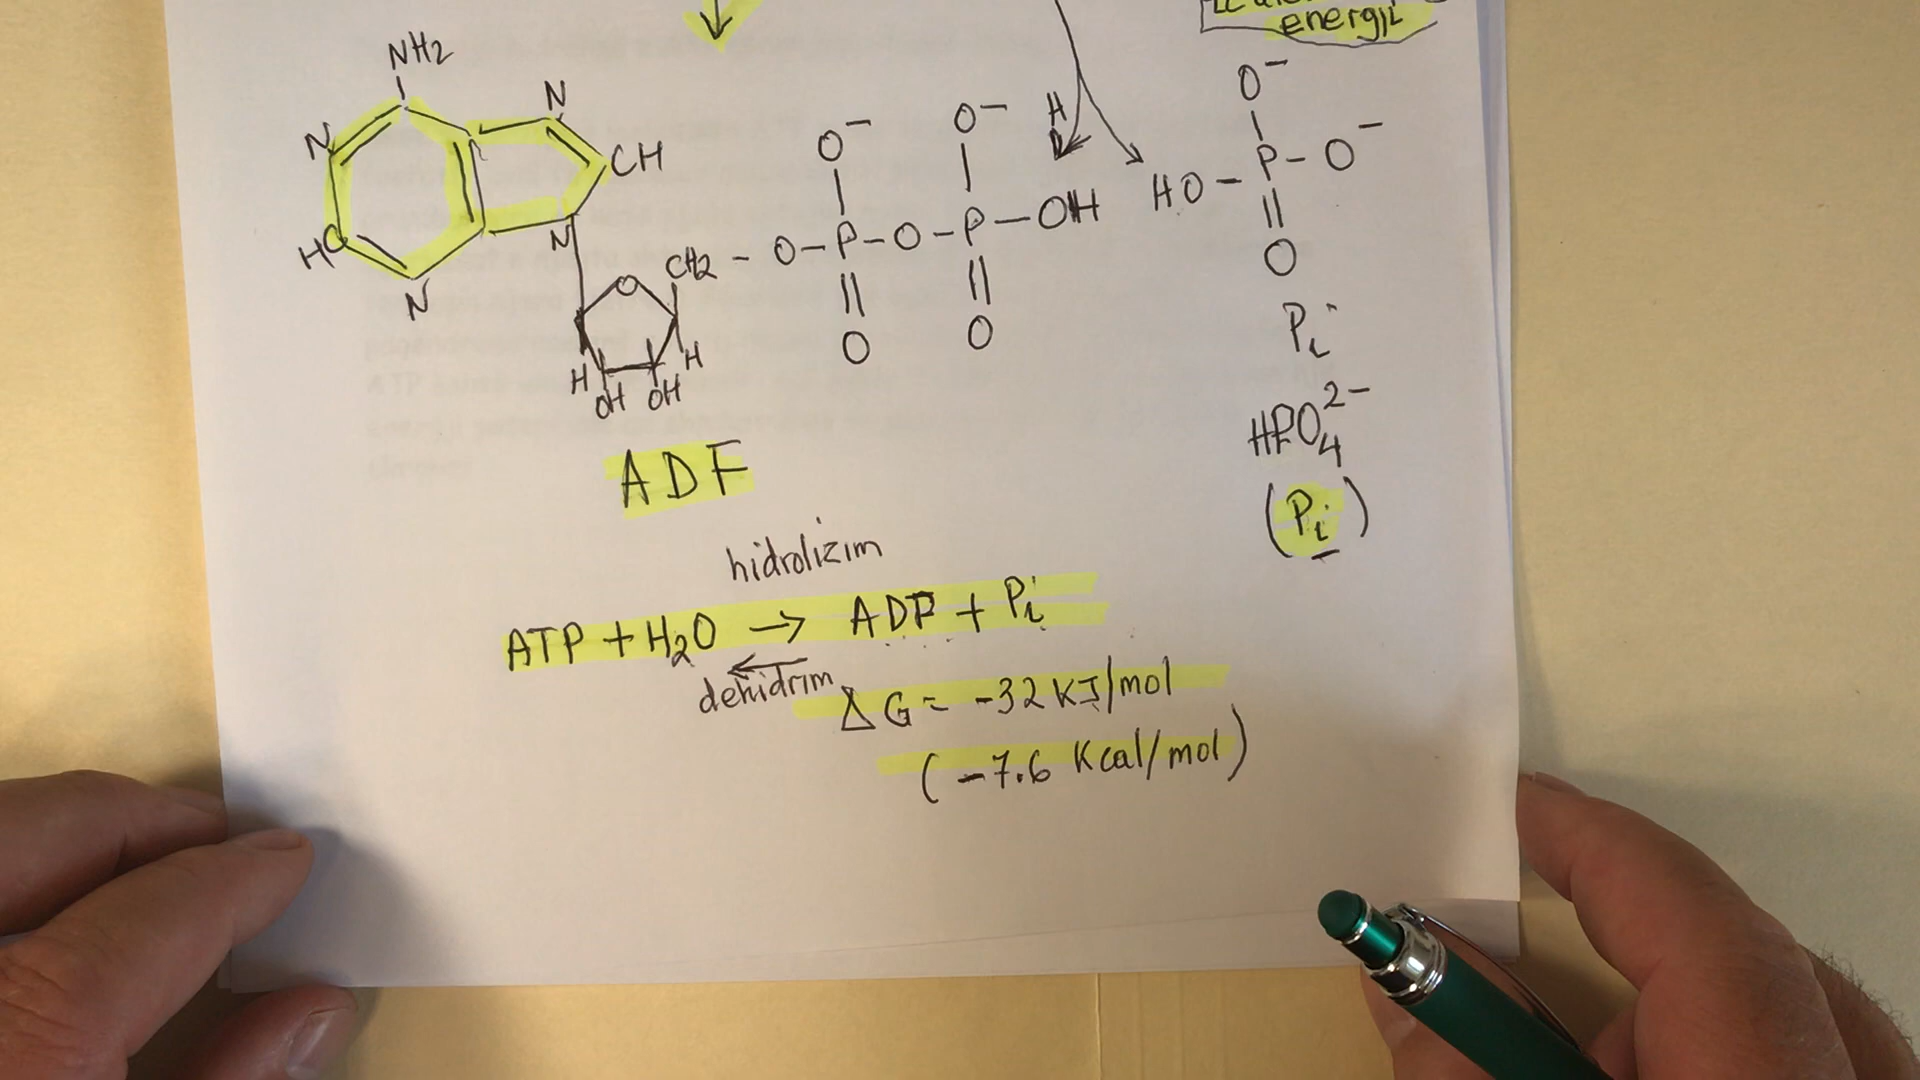 energji
NH2
N
N
CH
HC
N
N
O
CH2 - O - P - O - P - OH
O⁻
O⁻
O
O
H
H
H
OH
OH
O⁻
HO - P - O⁻
O
Pi
HPO4 2-
(Pi)
ADF
hidrolizim
ATP + H2O → ADP + Pi
←
dehidrim
ΔG = -32 KJ/mol
(-7.6 Kcal/mol)